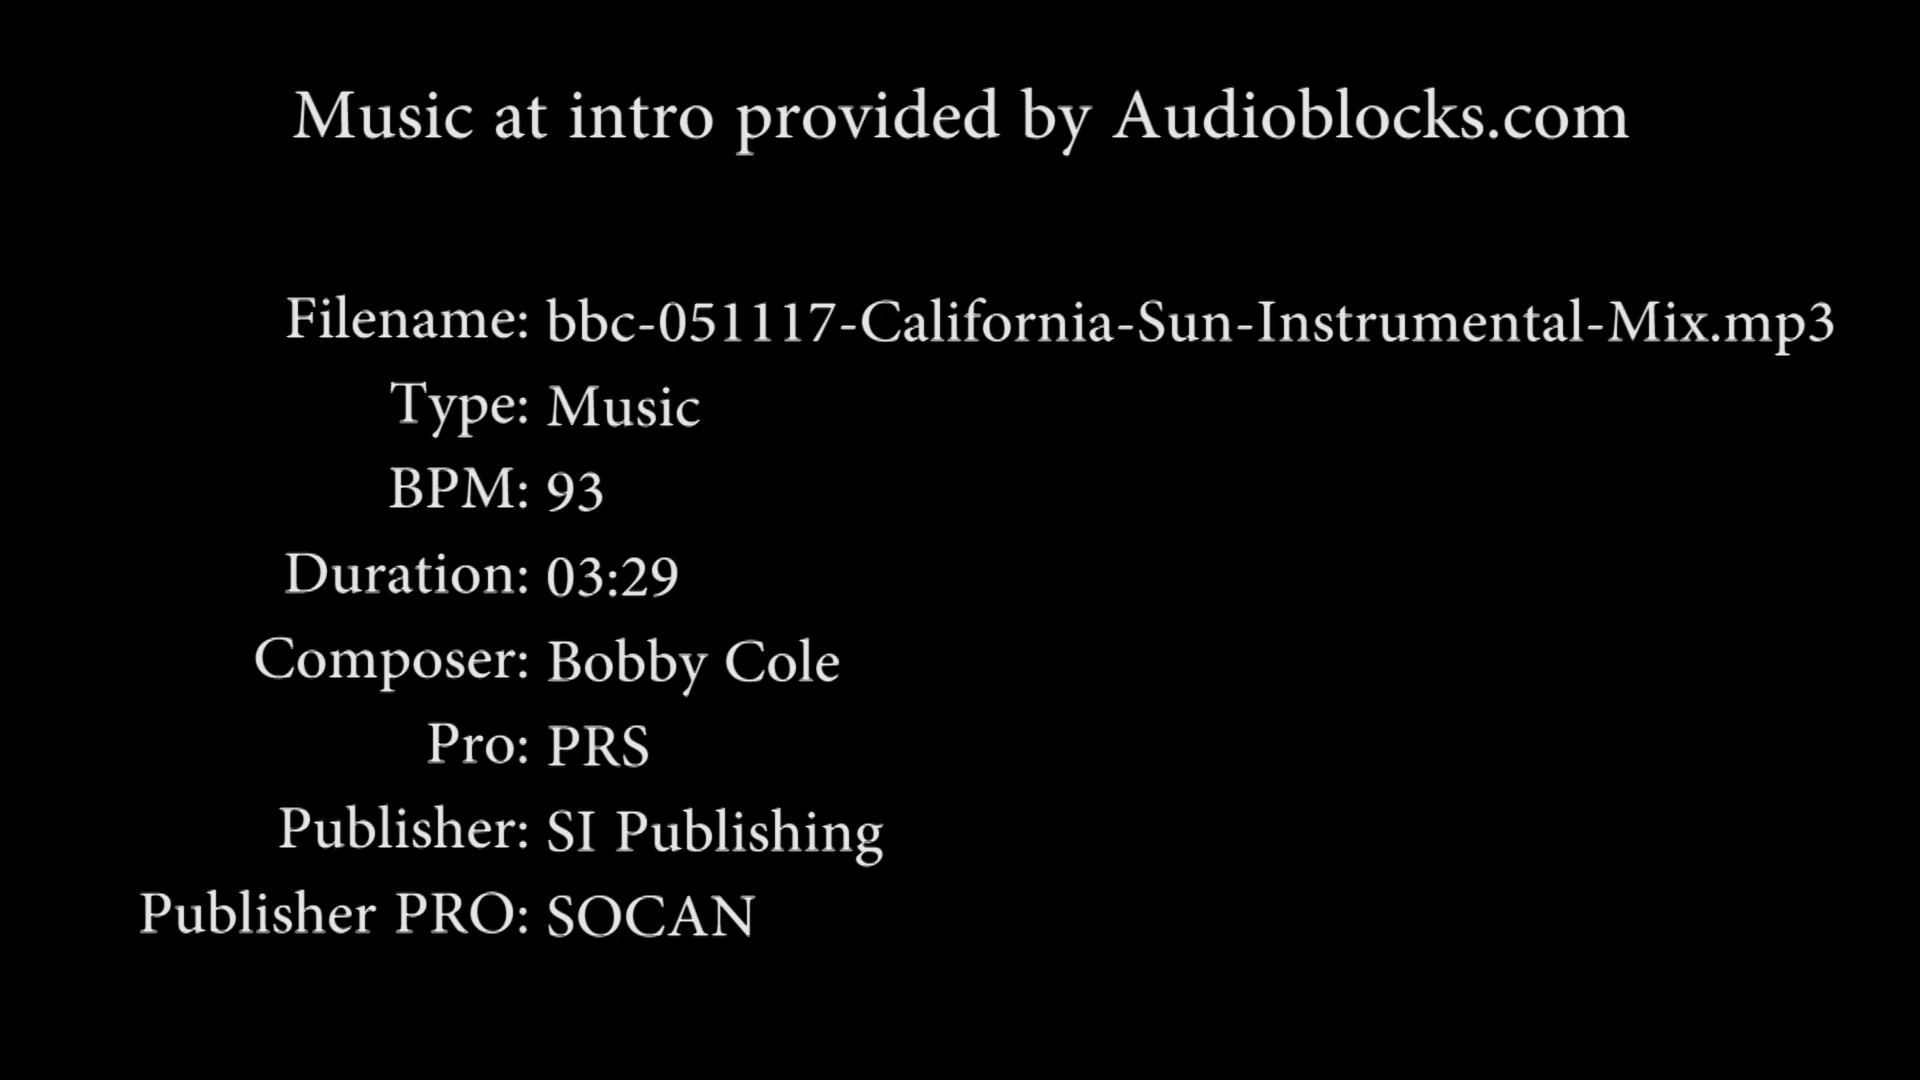 Music at intro provided by Audioblocks.com
Filename: bbc-051117-California-Sun-Instrumental-Mix.mp3
Type: Music
BPM: 93
Duration: 03:29
Composer: Bobby Cole
Pro: PRS
Publisher: SI Publishing
Publisher PRO: SOCAN